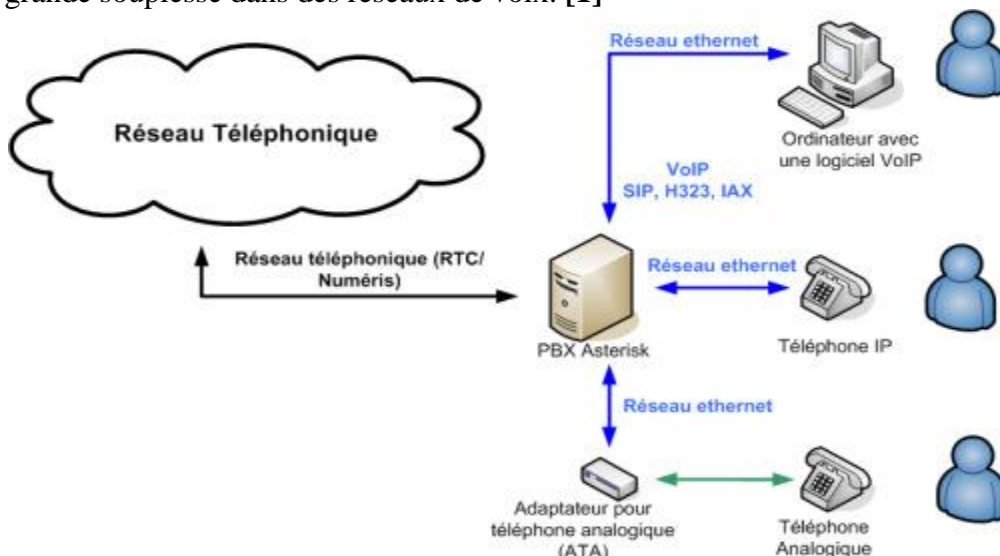 grande souplesse dans des réseaux de voix. [1]
Réseau ethernet
Réseau Téléphonique
Ordinateur avec
une logiciel VoIP
VoIP
SIP, H323, IAX
Réseau téléphonique (RTC/
Numéris)
Réseau ethernet
PBX Asterisk
Téléphone IP
Réseau ethernet
Adaptateur pour
téléphone analogique
(ATA)
Téléphone
Analogique